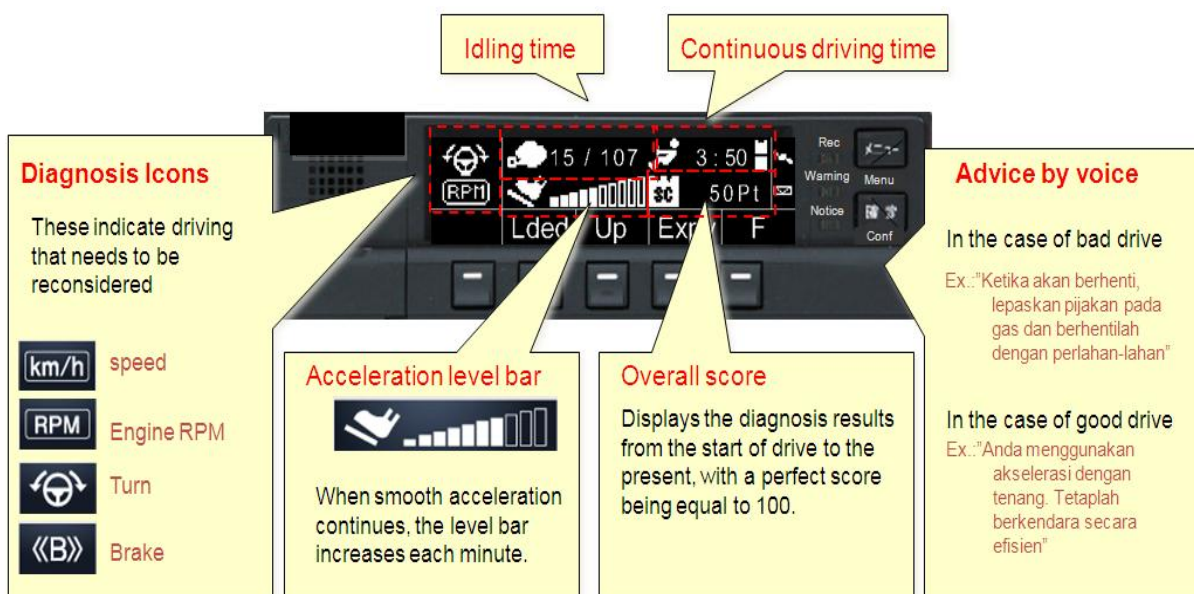 Idling time
Continuous driving time
Diagnosis Icons
These indicate driving
that needs to be
reconsidered
km/h
speed
RPM
Engine RPM
Turn
《B》
Brake
15 / 107
3:50
RPM
SC
50Pt
Lded
Up
Expy
F
Rec
Warning
Notice
メニュー
Menu
Conf
Acceleration level bar
When smooth acceleration
continues, the level bar
increases each minute.
Overall score
Displays the diagnosis results
from the start of drive to the
present, with a perfect score
being equal to 100.
Advice by voice
In the case of bad drive
Ex.:"Ketika akan berhenti,
lepaskan pijakan pada
gas dan berhentilah
dengan perlahan-lahan"
In the case of good drive
Ex.:"Anda menggunakan
akselerasi dengan
tenang. Tetaplah
berkendara secara
efisien"